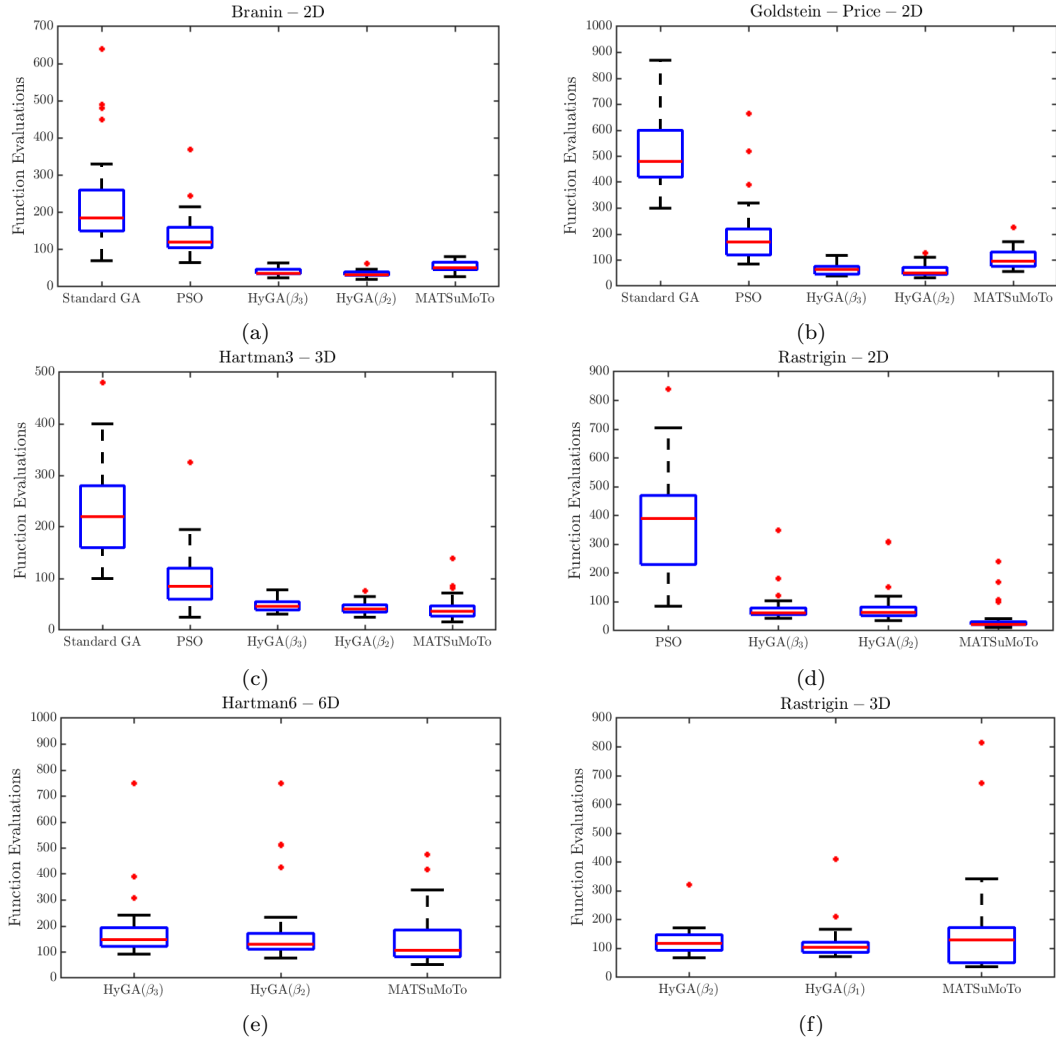 Branin – 2D
Function Evaluations
700
600
500
400
300
200
100
0
Standard GA PSO HyGA(β₃) HyGA(β₂) MATSuMoTo
(a)
Goldstein – Price – 2D
Function Evaluations
1000
900
800
700
600
500
400
300
200
100
0
Standard GA PSO HyGA(β₃) HyGA(β₂) MATSuMoTo
(b)
Hartman3 – 3D
Function Evaluations
500
400
300
200
100
0
Standard GA PSO HyGA(β₃) HyGA(β₂) MATSuMoTo
(c)
Rastrigin – 2D
Function Evaluations
900
800
700
600
500
400
300
200
100
0
PSO HyGA(β₃) HyGA(β₂) MATSuMoTo
(d)
Hartman6 – 6D
Function Evaluations
1000
900
800
700
600
500
400
300
200
100
0
HyGA(β₃) HyGA(β₂) MATSuMoTo
(e)
Rastrigin – 3D
Function Evaluations
900
800
700
600
500
400
300
200
100
0
HyGA(β₂) HyGA(β₁) MATSuMoTo
(f)